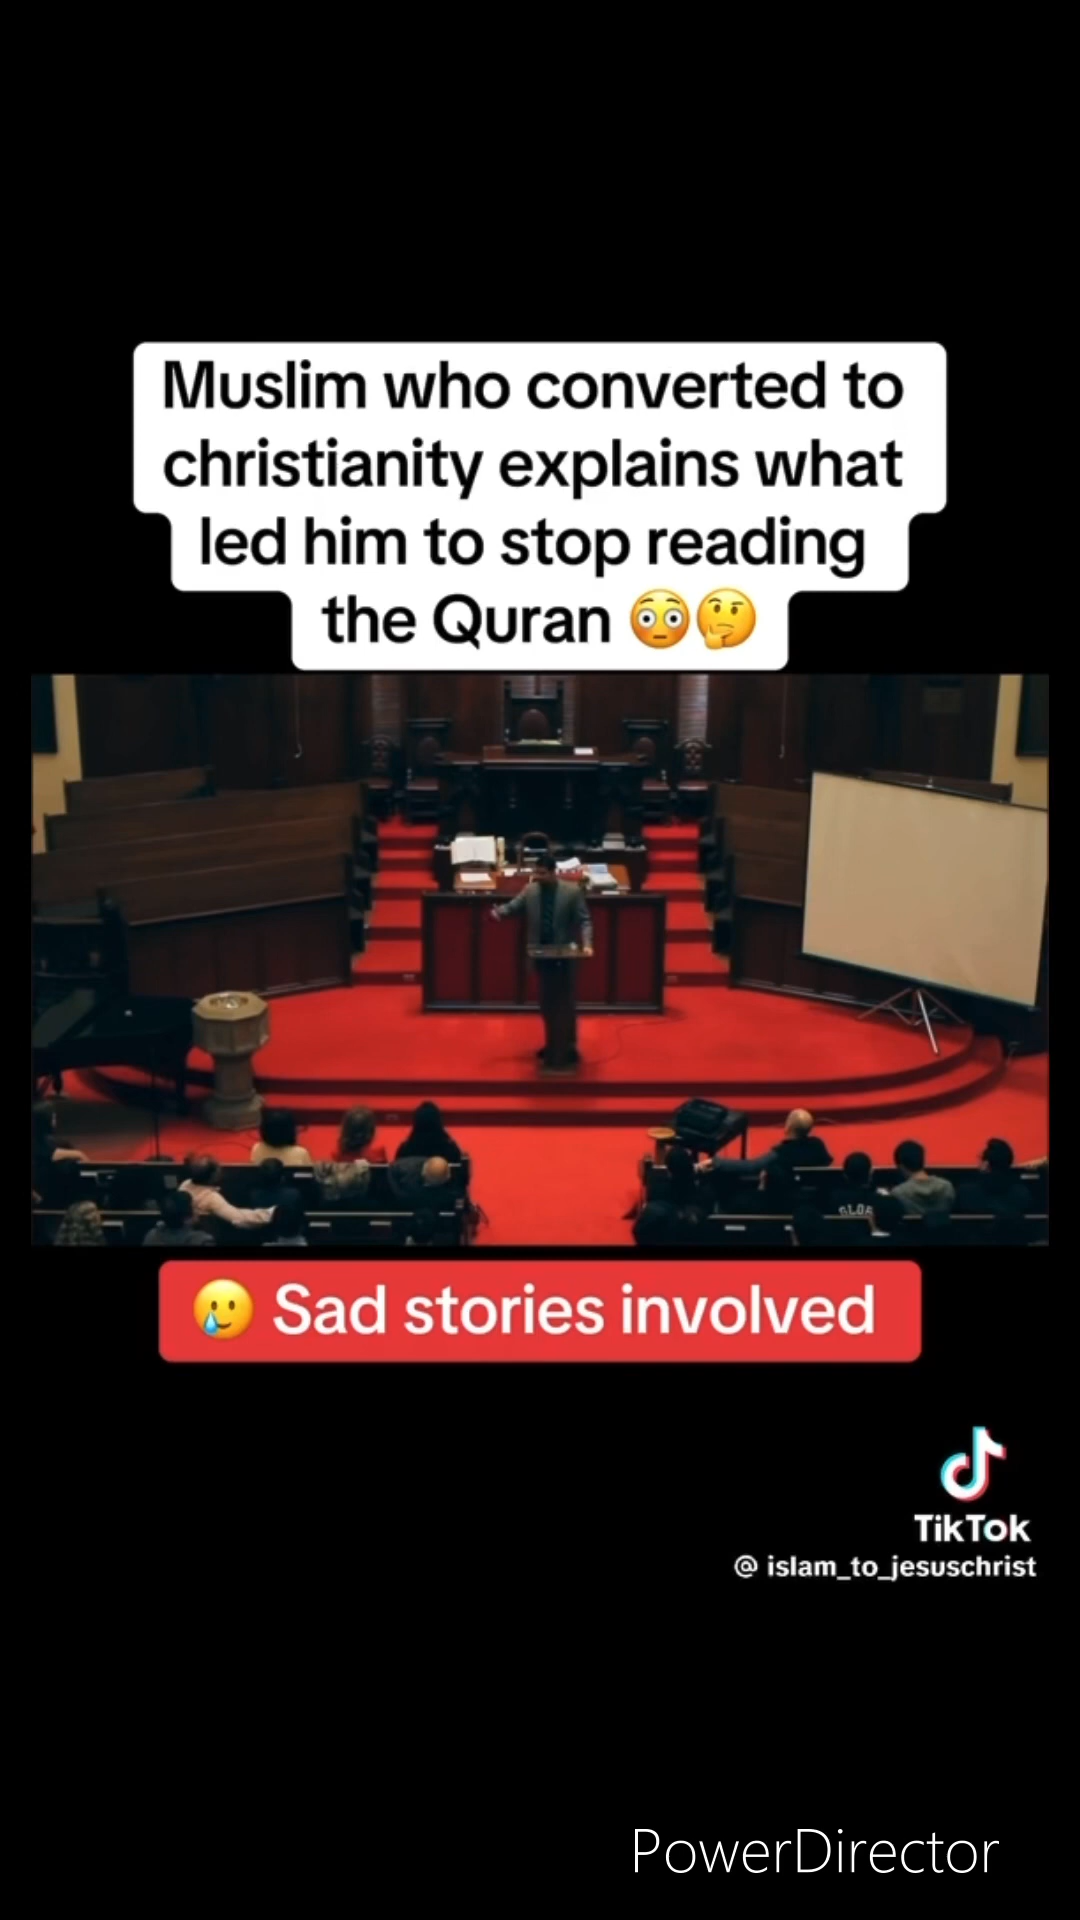 Muslim who converted to
christianity explains what
led him to stop reading
the Quran 😳🤔
🥲 Sad stories involved
TikTok
@ islam_to_jesuschrist
PowerDirector